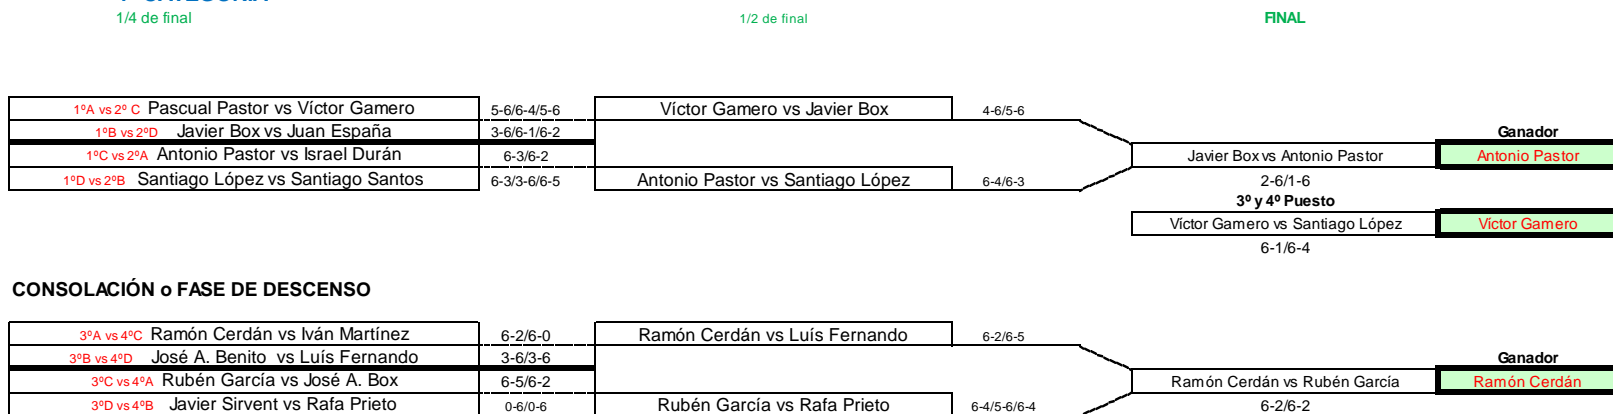 1/4 de final 1/2 de final FINAL
1ºA vs 2º C Pascual Pastor vs Víctor Gamero 5-6/6-4/5-6 Víctor Gamero vs Javier Box 4-6/5-6
1ºB vs 2ºD Javier Box vs Juan España 3-6/6-1/6-2 Ganador
1ºC vs 2ºA Antonio Pastor vs Israel Durán 6-3/6-2 Javier Box vs Antonio Pastor Antonio Pastor
1ºD vs 2ºB Santiago López vs Santiago Santos 6-3/3-6/6-5 Antonio Pastor vs Santiago López 6-4/6-3 2-6/1-6
3º y 4º Puesto
Víctor Gamero vs Santiago López Víctor Gamero
6-1/6-4
CONSOLACIÓN o FASE DE DESCENSO
3ºA vs 4ºC Ramón Cerdán vs Iván Martínez 6-2/6-0 Ramón Cerdán vs Luís Fernando 6-2/6-5
3ºB vs 4ºD José A. Benito vs Luís Fernando 3-6/3-6 Ganador
3ºC vs 4ºA Rubén García vs José A. Box 6-5/6-2 Ramón Cerdán vs Rubén García Ramón Cerdán
3ºD vs 4ºB Javier Sirvent vs Rafa Prieto 0-6/0-6 Rubén García vs Rafa Prieto 6-4/5-6/6-4 6-2/6-2